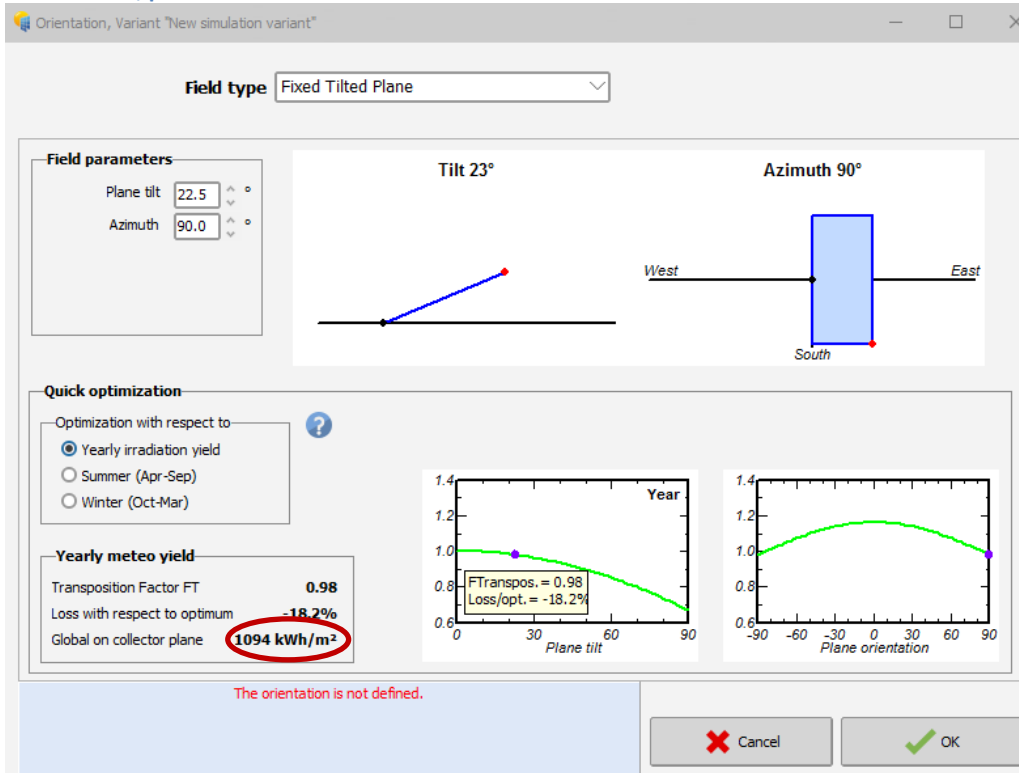 Orientation, Variant "New simulation variant"
Field type Fixed Tilted Plane
Field parameters
Plane tilt 22.5 °
Azimuth 90.0 °
Tilt 23°
Azimuth 90°
West
East
South
Quick optimization
Optimization with respect to
Yearly irradiation yield
Summer (Apr-Sep)
Winter (Oct-Mar)
?
Yearly meteo yield
Transposition Factor FT 0.98
Loss with respect to optimum -18.2%
Global on collector plane 1094 kWh/m²
Year
1.4
1.2
1.0
0.8
0.6
FTranspos. = 0.98
Loss/opt. = -18.2%
0 30 60 90
Plane tilt
1.4
1.2
1.0
0.8
0.6
-90 -60 -30 0 30 60 90
Plane orientation
The orientation is not defined.
Cancel
OK